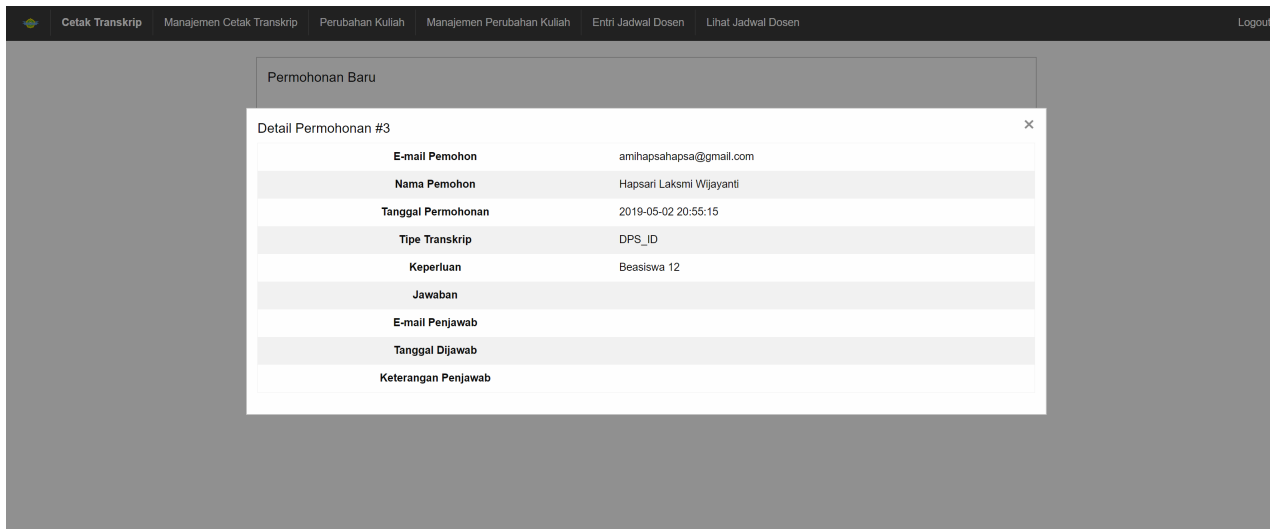 Cetak Transkrip Manajemen Cetak Transkrip Perubahan Kuliah Manajemen Perubahan Kuliah Entri Jadwal Dosen Lihat Jadwal Dosen Logout
Permohonan Baru
Detail Permohonan #3 ×
E-mail Pemohon amihapsahapsa@gmail.com
Nama Pemohon Hapsari Laksmi Wijayanti
Tanggal Permohonan 2019-05-02 20:55:15
Tipe Transkrip DPS_ID
Keperluan Beasiswa 12
Jawaban
E-mail Penjawab
Tanggal Dijawab
Keterangan Penjawab